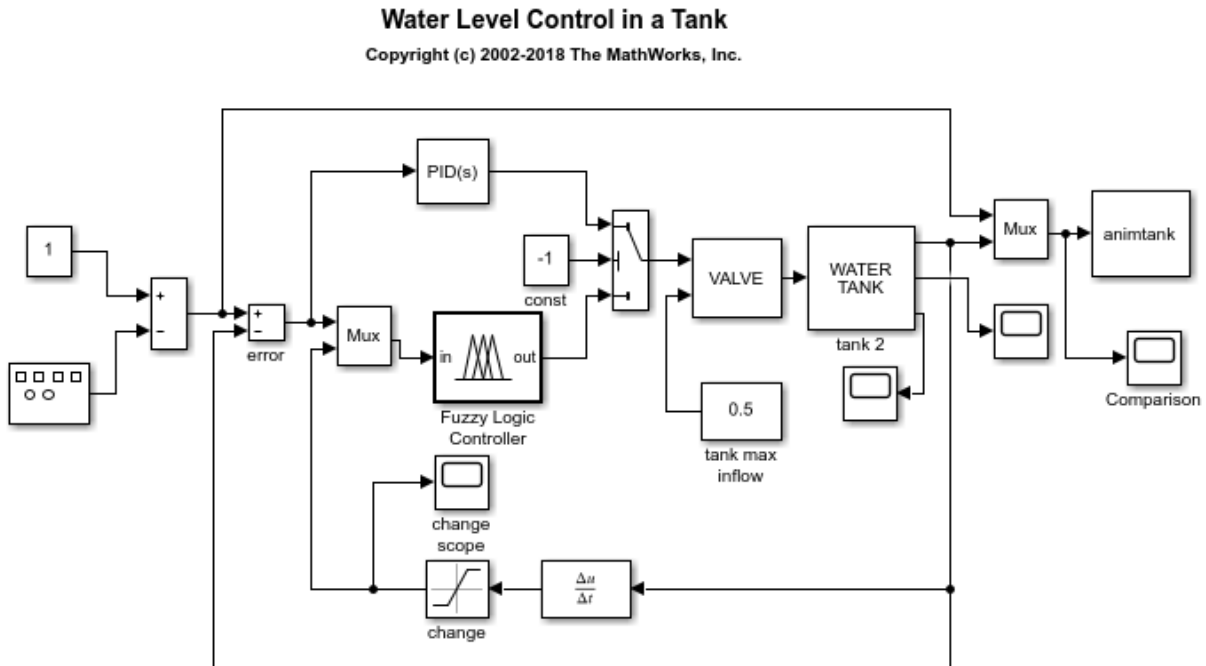 Water Level Control in a Tank
Copyright (c) 2002-2018 The MathWorks, Inc.
PID(s)
1
-1
const
+
−
+
−
error
Mux
in
out
Fuzzy Logic
Controller
VALVE
WATER
TANK
tank 2
Mux
animtank
0.5
tank max
inflow
Comparison
change
scope
Δu
Δt
change